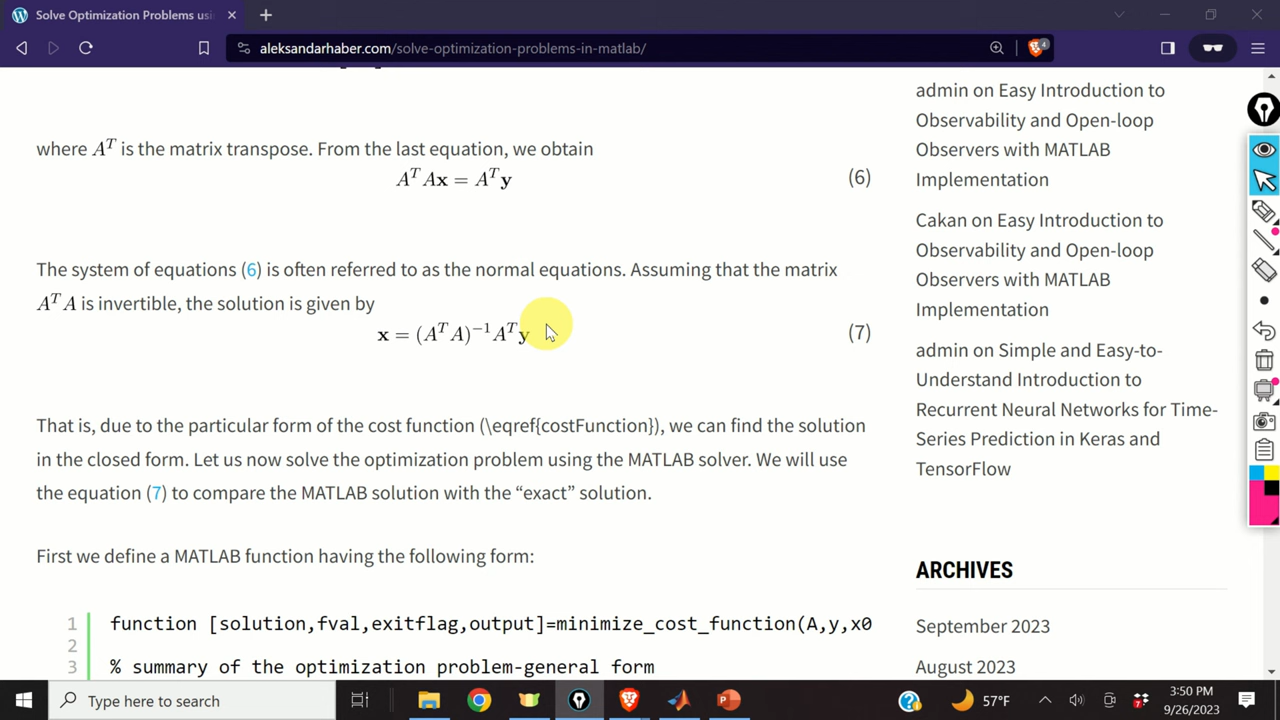 Solve Optimization Problems usin
aleksandarhaber.com/solve-optimization-problems-in-matlab/
4
where A^T is the matrix transpose. From the last equation, we obtain
A^T Ax = A^T y (6)
The system of equations (6) is often referred to as the normal equations. Assuming that the matrix
A^T A is invertible, the solution is given by
x = (A^T A)^{-1} A^T y (7)
That is, due to the particular form of the cost function (\eqref{costFunction}), we can find the solution
in the closed form. Let us now solve the optimization problem using the MATLAB solver. We will use
the equation (7) to compare the MATLAB solution with the “exact” solution.
First we define a MATLAB function having the following form:
1 function [solution,fval,exitflag,output]=minimize_cost_function(A,y,x0
2
3 % summary of the optimization problem-general form
admin on Easy Introduction to
Observability and Open-loop
Observers with MATLAB
Implementation
Cakan on Easy Introduction to
Observability and Open-loop
Observers with MATLAB
Implementation
admin on Simple and Easy-to-
Understand Introduction to
Recurrent Neural Networks for Time-
Series Prediction in Keras and
TensorFlow
ARCHIVES
September 2023
August 2023
Type here to search
57°F
7
3:50 PM
9/26/2023